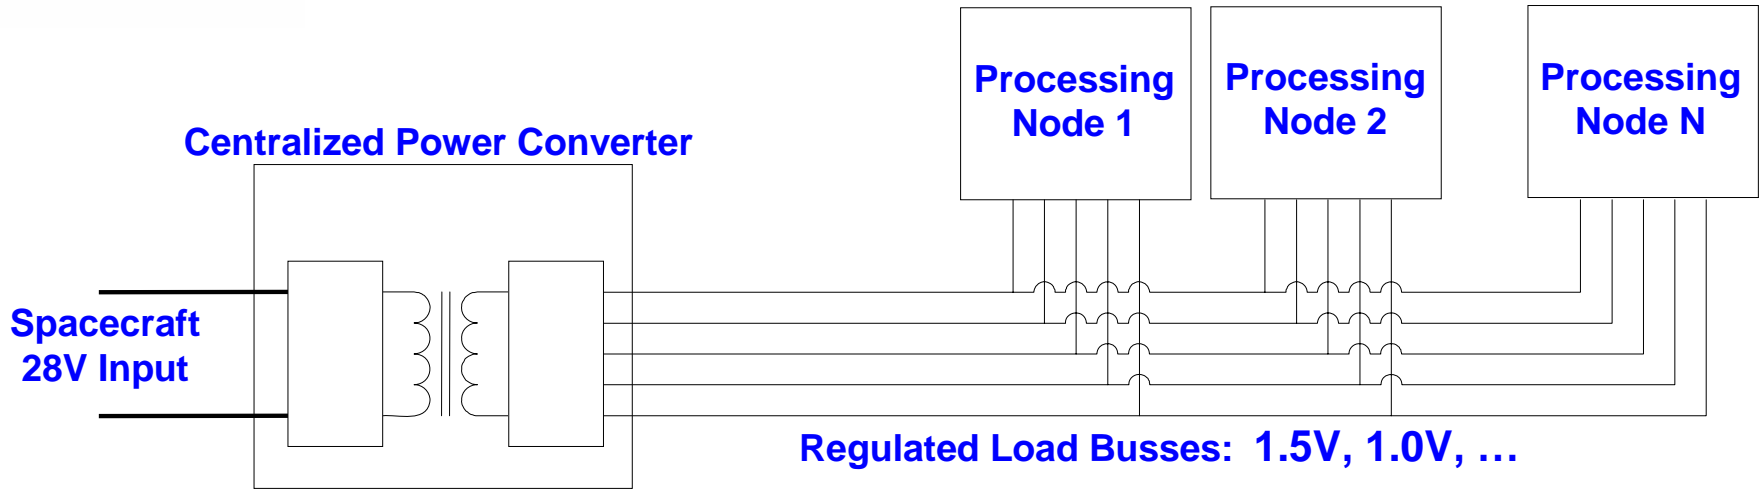 Processing
Node 1
Processing
Node 2
Processing
Node N
Centralized Power Converter
Spacecraft
28V Input
Regulated Load Busses: 1.5V, 1.0V, …